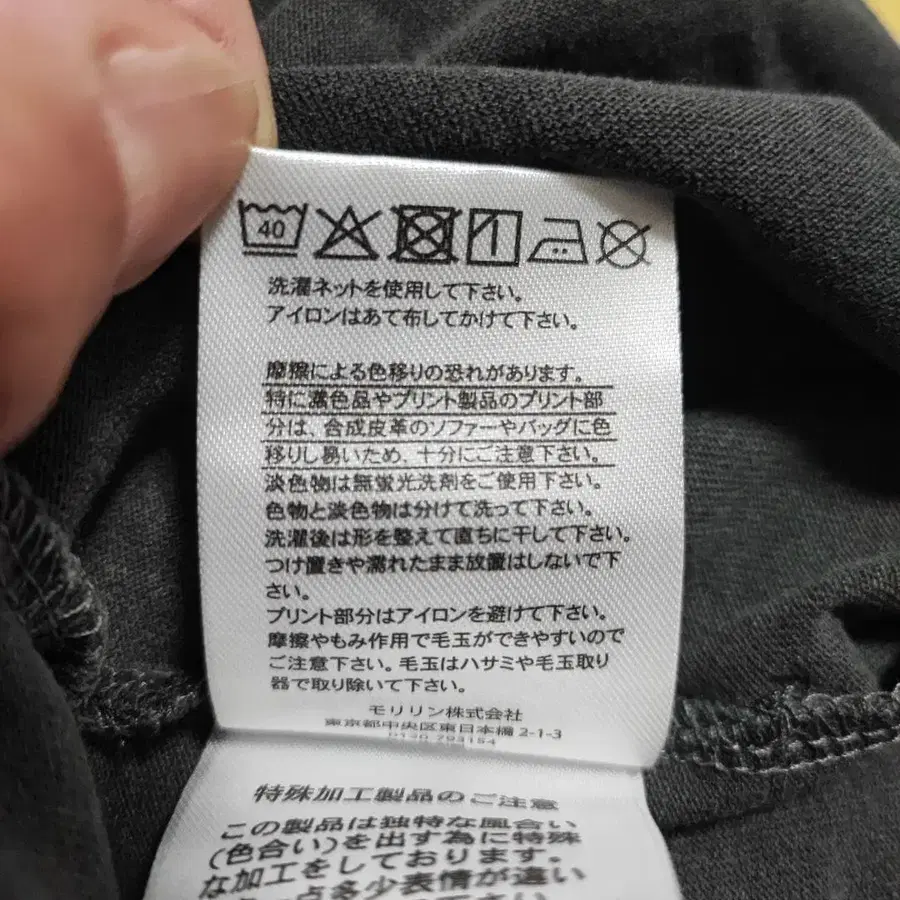 40
洗濯ネットを使用して下さい。
アイロンはあて布してかけて下さい。
摩擦による色移りの恐れがあります。
特に濃色品やプリント製品のプリント部
分は、合成皮革のソファーやバッグに色
移りし易いため、十分にご注意下さい。
淡色物は無蛍光洗剤をご使用下さい。
色物と淡色物は分けて洗って下さい。
洗濯後は形を整えて直ちに干して下さい。
つけ置きや濡れたまま放置はしないで下
さい。
プリント部分はアイロンを避けて下さい。
摩擦やもみ作用で毛玉ができやすいので
ご注意下さい。毛玉はハサミや毛玉取り
器で取り除いて下さい。
モリリン株式会社
東京都中央区東日本橋2-1-3
特殊加工製品のご注意
この製品は独特な風合い
(色合い)を出す為に特殊
な加工をしております。
点多少表情が違い